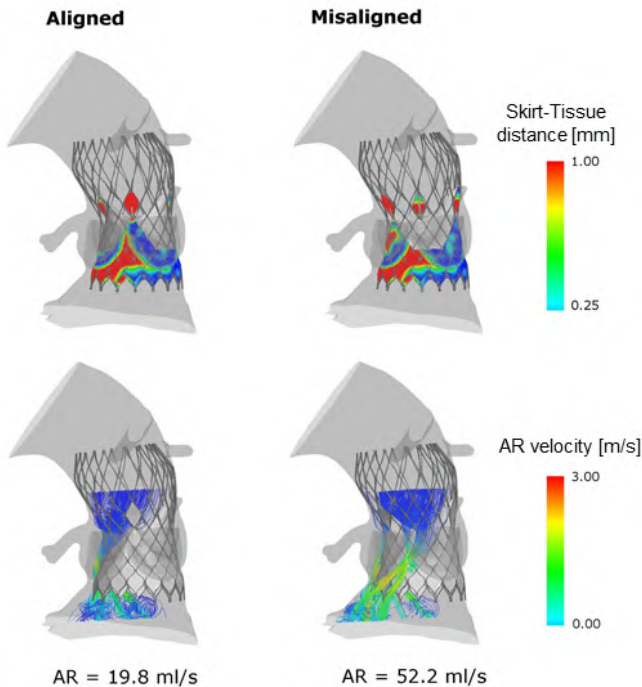 Aligned
Misaligned
Skirt-Tissue
distance [mm]
1.00
0.25
AR velocity [m/s]
3.00
0.00
AR = 19.8 ml/s
AR = 52.2 ml/s